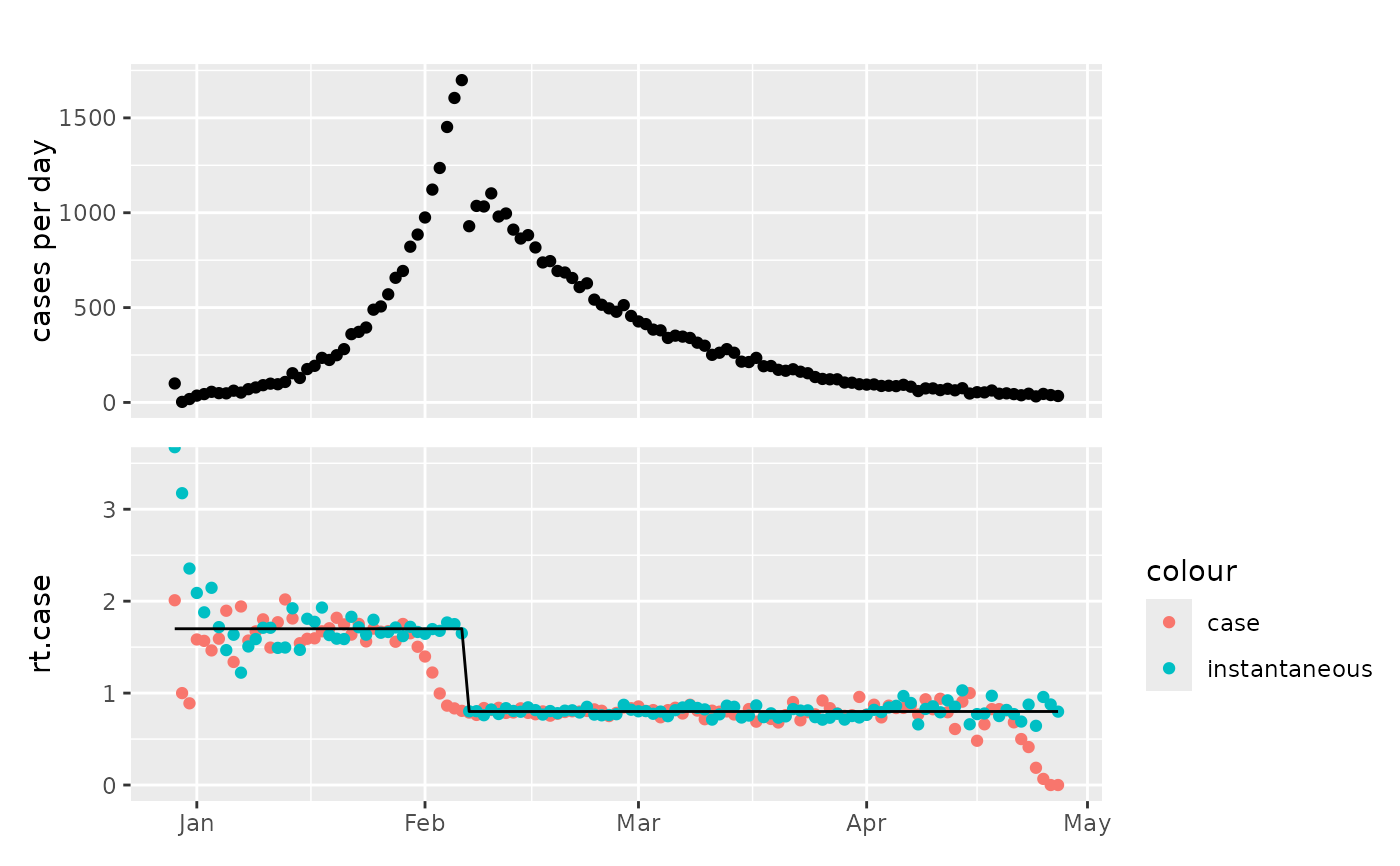 cases per day
1500
1000
500
0
rt.case
3
2
1
0
Jan
Feb
Mar
Apr
May
colour
case
instantaneous